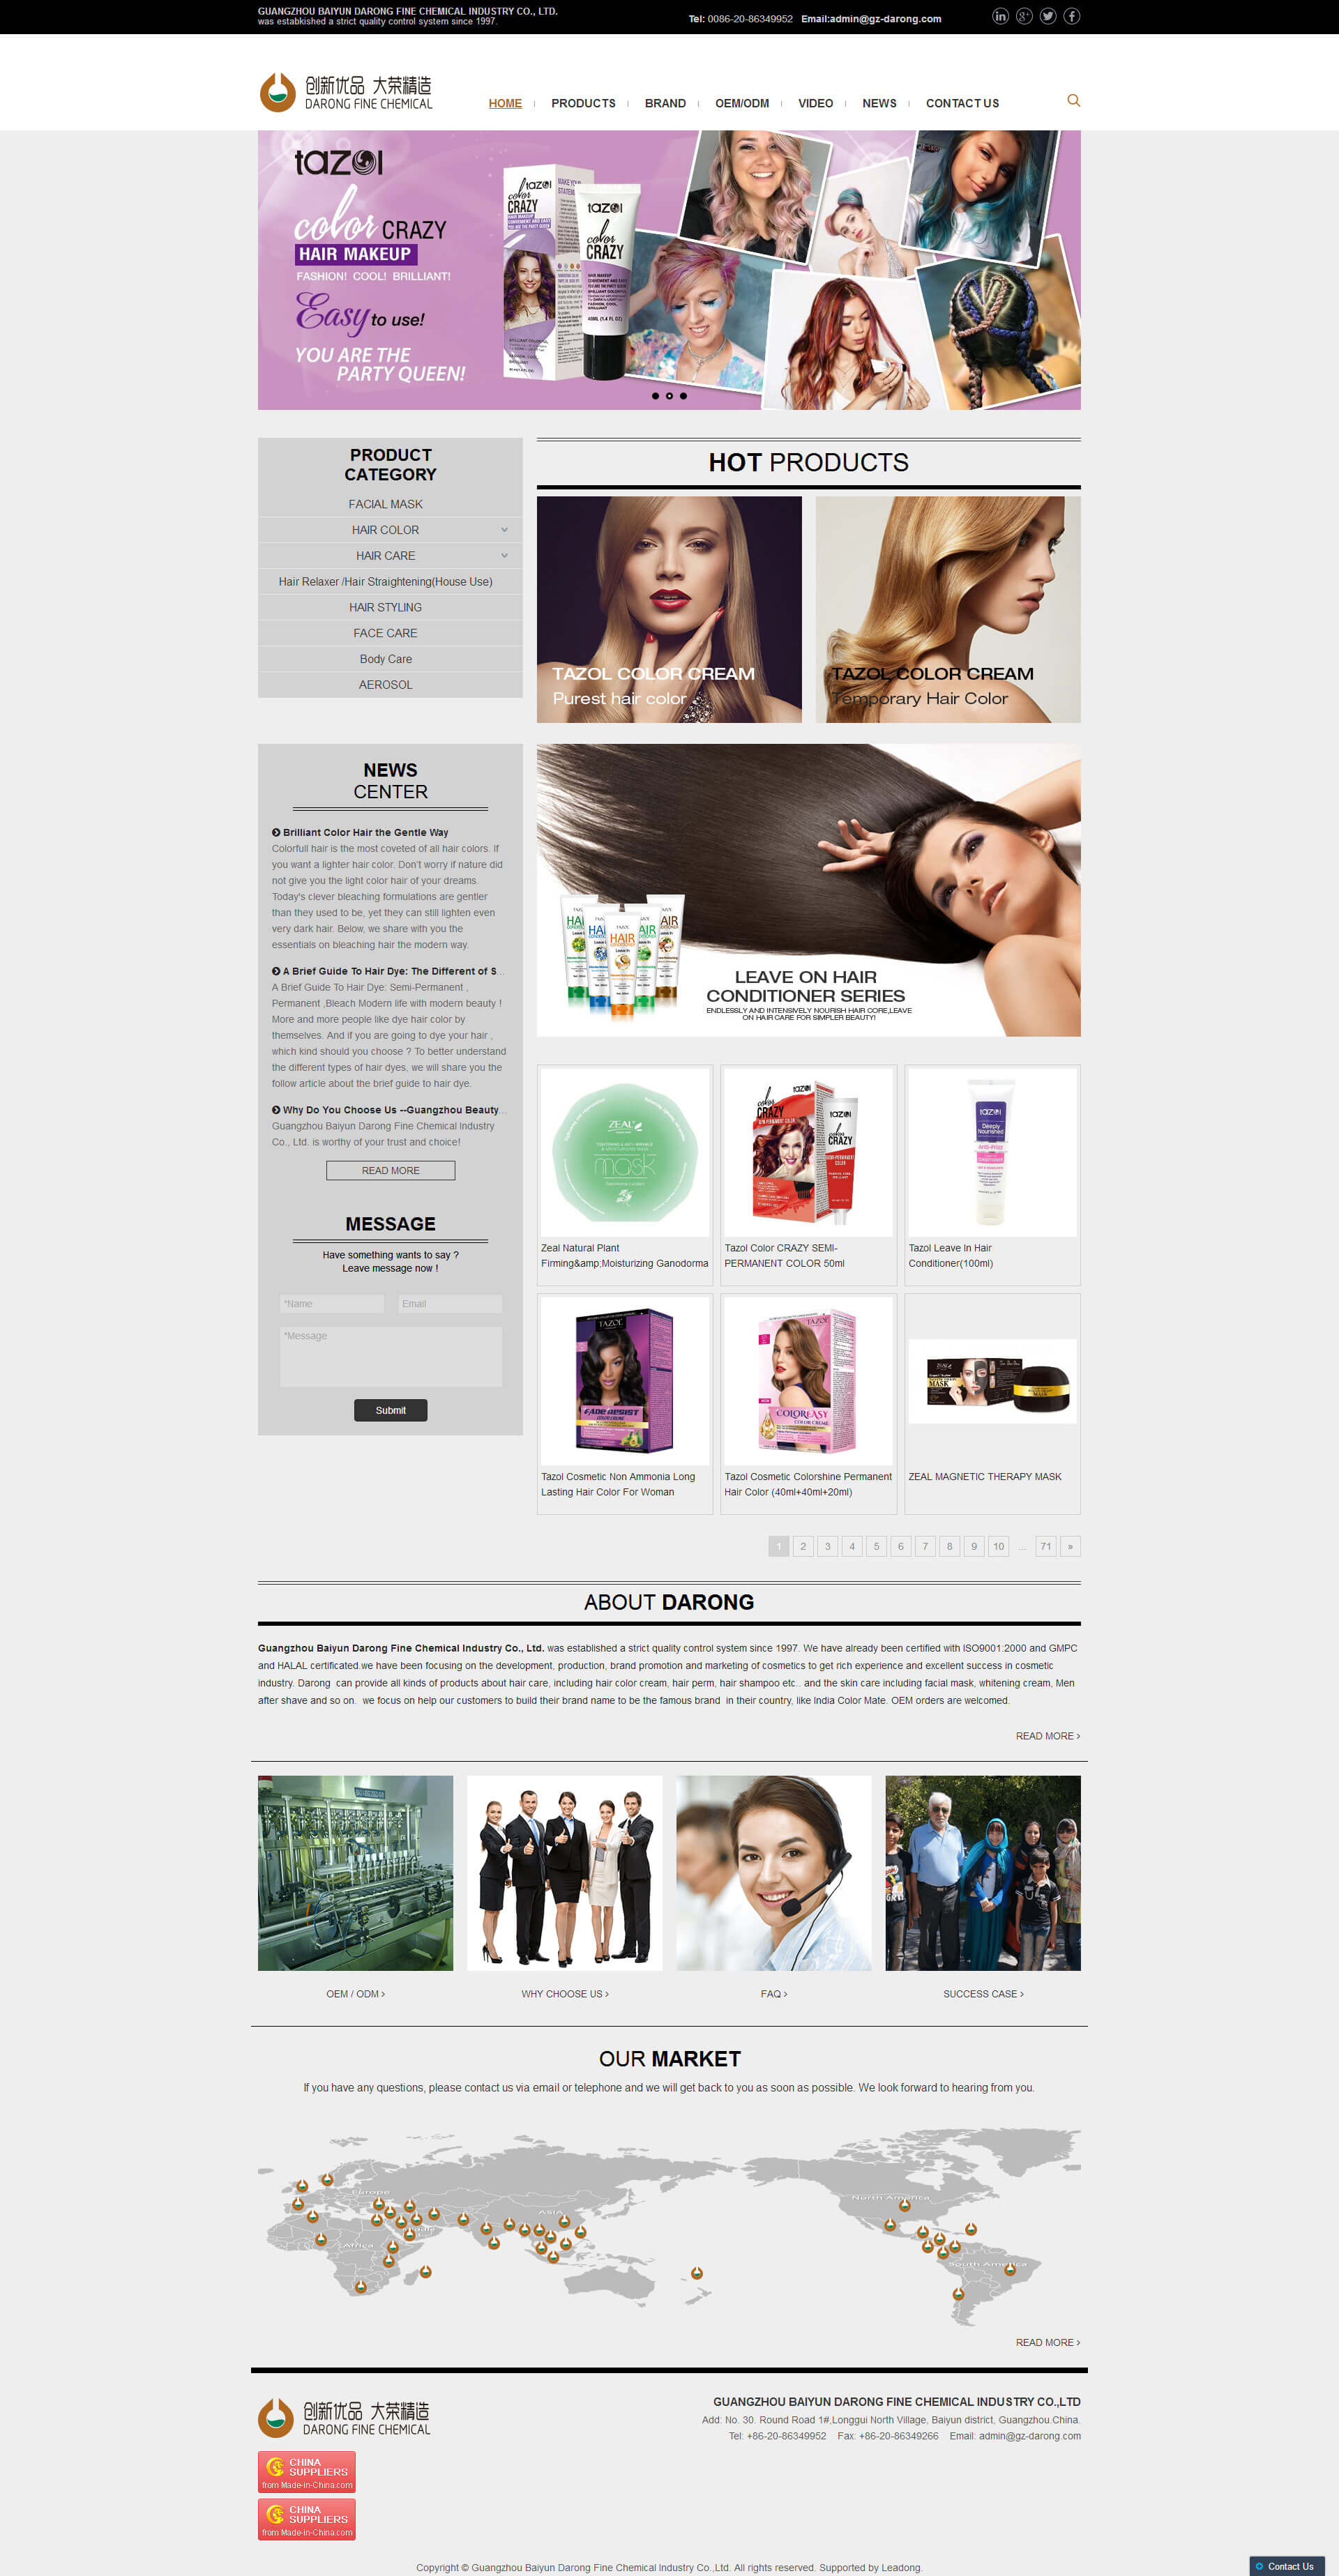 GUANGZHOU BAIYUN DARONG FINE CHEMICAL INDUSTRY CO., LTD.
was established a strict quality control system since 1997.
Tel: 0086-20-86349952 Email:admin@gz-darong.com
创新优品 大荣精造
DARONG FINE CHEMICAL
HOME
PRODUCTS
BRAND
OEM/ODM
VIDEO
NEWS
CONTACT US
tazol
color CRAZY
HAIR MAKEUP
FASHION! COOL! BRILLIANT!
Easy to use!
YOU ARE THE
PARTY QUEEN!
tazol
color
CRAZY
HAIR MAKEUP
tazol
color
CRAZY
HAIR MAKEUP
PRODUCT
CATEGORY
FACIAL MASK
HAIR COLOR
HAIR CARE
Hair Relaxer /Hair Straightening(House Use)
HAIR STYLING
FACE CARE
Body Care
AEROSOL
HOT PRODUCTS
TAZOL COLOR CREAM
Purest hair color
TAZOL COLOR CREAM
Temporary Hair Color
NEWS
CENTER
Brilliant Color Hair the Gentle Way
Colorfull hair is the most coveted of all hair colors. If
you want a lighter hair color. Don't worry if nature did
not give you the light color hair of your dreams.
Today's clever bleaching formulations are gentler
than they used to be, yet they can still lighten even
very dark hair. Below, we share with you the
essentials on bleaching hair the modern way.
A Brief Guide To Hair Dye: The Different of S...
A Brief Guide To Hair Dye: Semi-Permanent ,
Permanent ,Bleach Modern life with modern beauty !
More and more people like dye hair color by
themselves. And if you are going to dye your hair ,
which kind should you choose ? To better understand
the different types of hair dyes, we will share you the
follow article about the brief guide to hair dye.
Why Do You Choose Us --Guangzhou Beauty...
Guangzhou Baiyun Darong Fine Chemical Industry
Co., Ltd. is worthy of your trust and choice!
READ MORE
MESSAGE
Have something wants to say ?
Leave message now !
*Name
Email
*Message
Submit
HAIR
LEAVE ON HAIR
CONDITIONER SERIES
ENDLESSLY AND INTENSIVELY NOURISH HAIR CORE,LEAVE
ON HAIR CARE FOR SIMPLER BEAUTY!
ZEAL
mask
Zeal Natural Plant
Firming&amp;Moisturizing Ganodorma
tazol
color
CRAZY
tazol
color
CRAZY
Tazol Color CRAZY SEMI-
PERMANENT COLOR 50ml
tazol
Deeply
Nourished
Tazol Leave In Hair
Conditioner(100ml)
TAZOL
FADE RESIST
Tazol Cosmetic Non Ammonia Long
Lasting Hair Color For Woman
TAZOL
COLOREASY
COLOR CREME
Tazol Cosmetic Colorshine Permanent
Hair Color (40ml+40ml+20ml)
MASK
ZEAL MAGNETIC THERAPY MASK
1 2 3 4 5 6 7 8 9 10 ... 71 »
ABOUT DARONG
Guangzhou Baiyun Darong Fine Chemical Industry Co., Ltd. was established a strict quality control system since 1997. We have already been certified with ISO9001:2000 and GMPC
and HALAL certificated.we have been focusing on the development, production, brand promotion and marketing of cosmetics to get rich experience and excellent success in cosmetic
industry. Darong can provide all kinds of products about hair care, including hair color cream, hair perm, hair shampoo etc.. and the skin care including facial mask, whitening cream, Men
after shave and so on. we focus on help our customers to build their brand name to be the famous brand in their country, like India Color Mate. OEM orders are welcomed.
READ MORE >
OEM / ODM >
WHY CHOOSE US >
FAQ >
SUCCESS CASE >
OUR MARKET
If you have any questions, please contact us via email or telephone and we will get back to you as soon as possible. We look forward to hearing from you.
Europe
Asia
Africa
North America
South America
READ MORE >
创新优品 大荣精造
DARONG FINE CHEMICAL
GUANGZHOU BAIYUN DARONG FINE CHEMICAL INDUSTRY CO.,LTD
Add: No. 30. Round Road 1#,Longgui North Village, Baiyun district, Guangzhou.China.
Tel: +86-20-86349952 Fax: +86-20-86349266 Email: admin@gz-darong.com
CHINA
SUPPLIERS
from Made-in-China.com
CHINA
SUPPLIERS
from Made-in-China.com
Copyright © Guangzhou Baiyun Darong Fine Chemical Industry Co.,Ltd. All rights reserved. Supported by Leadong.
Contact Us